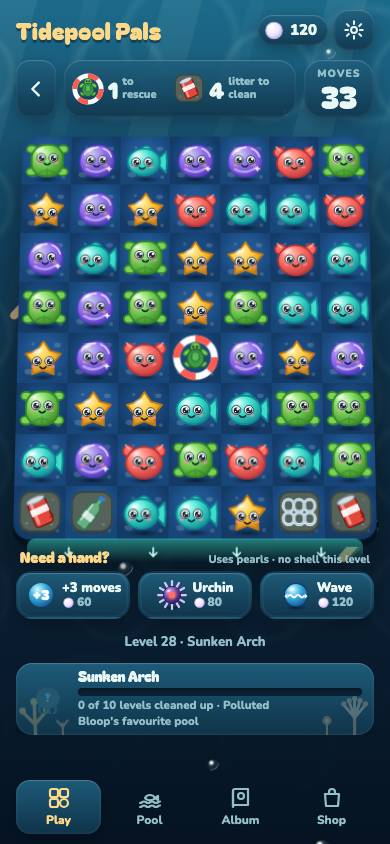 Tidepool Pals
120
1 to rescue
4 litter to clean
MOVES
33
Need a hand?
Uses pearls · no shell this level
+3
+3 moves
60
Urchin
80
Wave
120
Level 28 · Sunken Arch
?
Sunken Arch
0 of 10 levels cleaned up · Polluted
Bloop's favourite pool
Play
Pool
Album
Shop